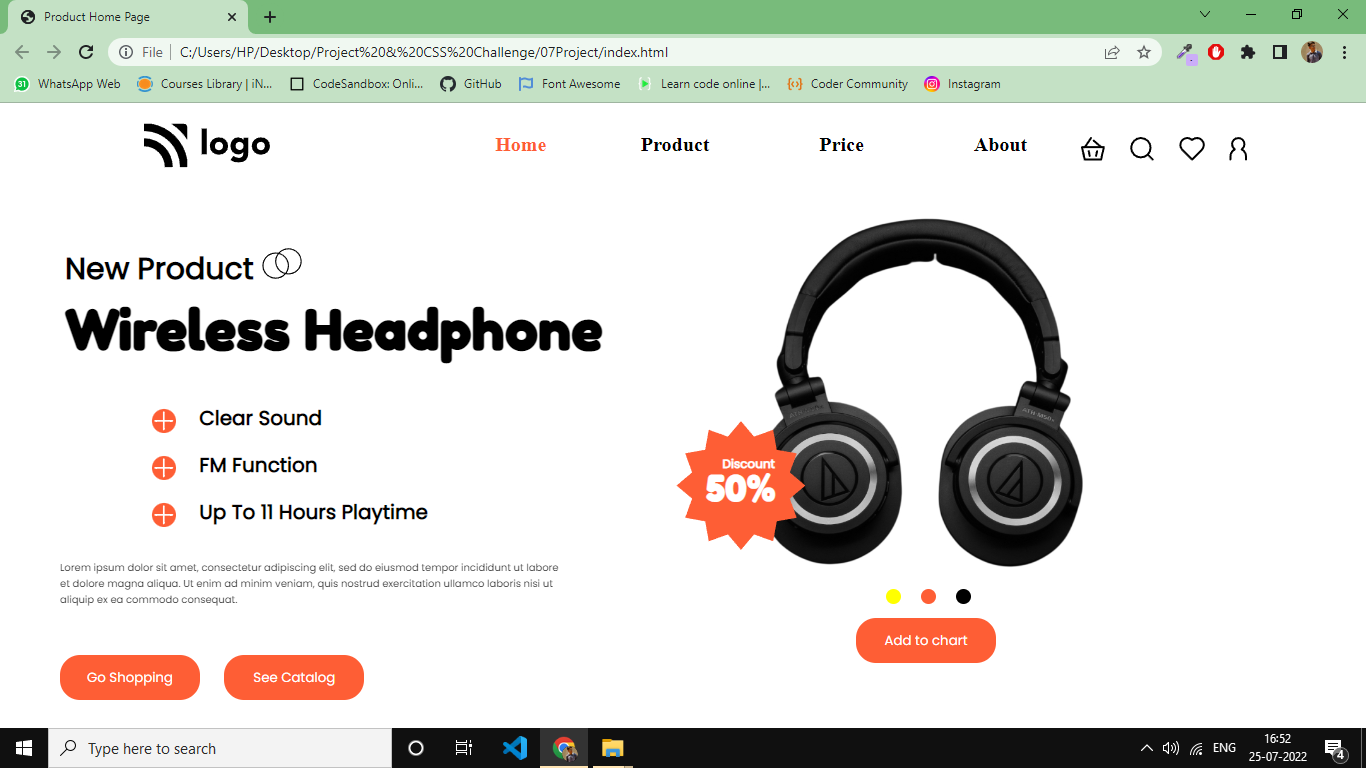 Product Home Page
File
C:/Users/HP/Desktop/Project%20&%20CSS%20Challenge/07Project/index.html
WhatsApp Web
Courses Library | iN...
CodeSandbox: Onli...
GitHub
Font Awesome
Learn code online |...
Coder Community
Instagram
logo
Home
Product
Price
About
New Product
Wireless Headphone
Clear Sound
FM Function
Up To 11 Hours Playtime
Lorem ipsum dolor sit amet, consectetur adipiscing elit, sed do eiusmod tempor incididunt ut labore
et dolore magna aliqua. Ut enim ad minim veniam, quis nostrud exercitation ullamco laboris nisi ut
aliquip ex ea commodo consequat.
Go Shopping
See Catalog
Discount
50%
Add to chart
Type here to search
ENG
16:52
25-07-2022
4